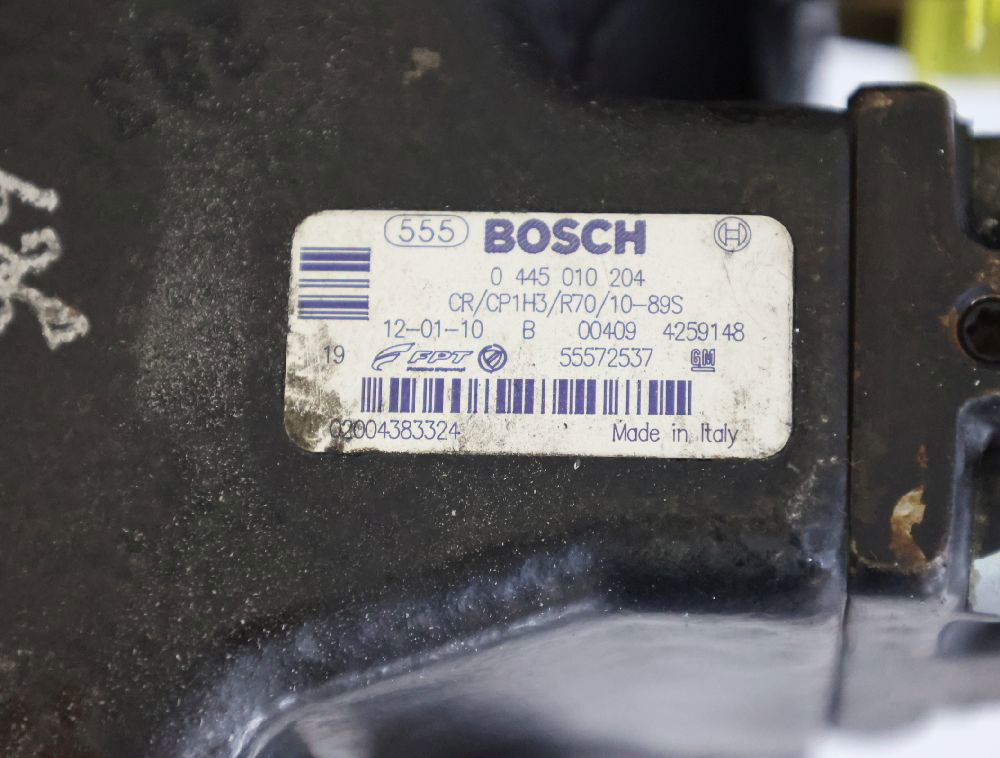 555 BOSCH
0 445 010 204
CR/CP1H3/R70/10-89S
12-01-10 B 00409 4259148
19 FPT 55572537 GM
02004383324 Made in Italy